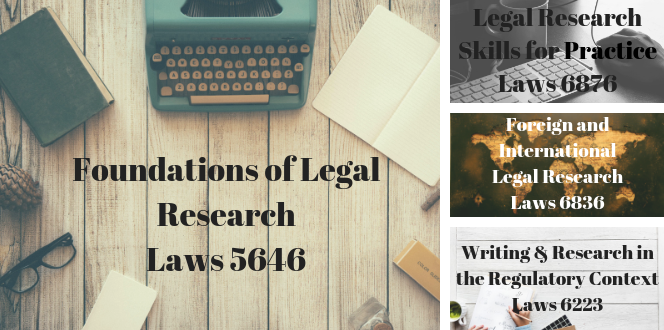 Foundations of Legal
Research
Laws 5646
Legal Research
Skills for Practice
Laws 6876
Foreign and
International
Legal Research
Laws 6836
Writing & Research in
the Regulatory Context
Laws 6223